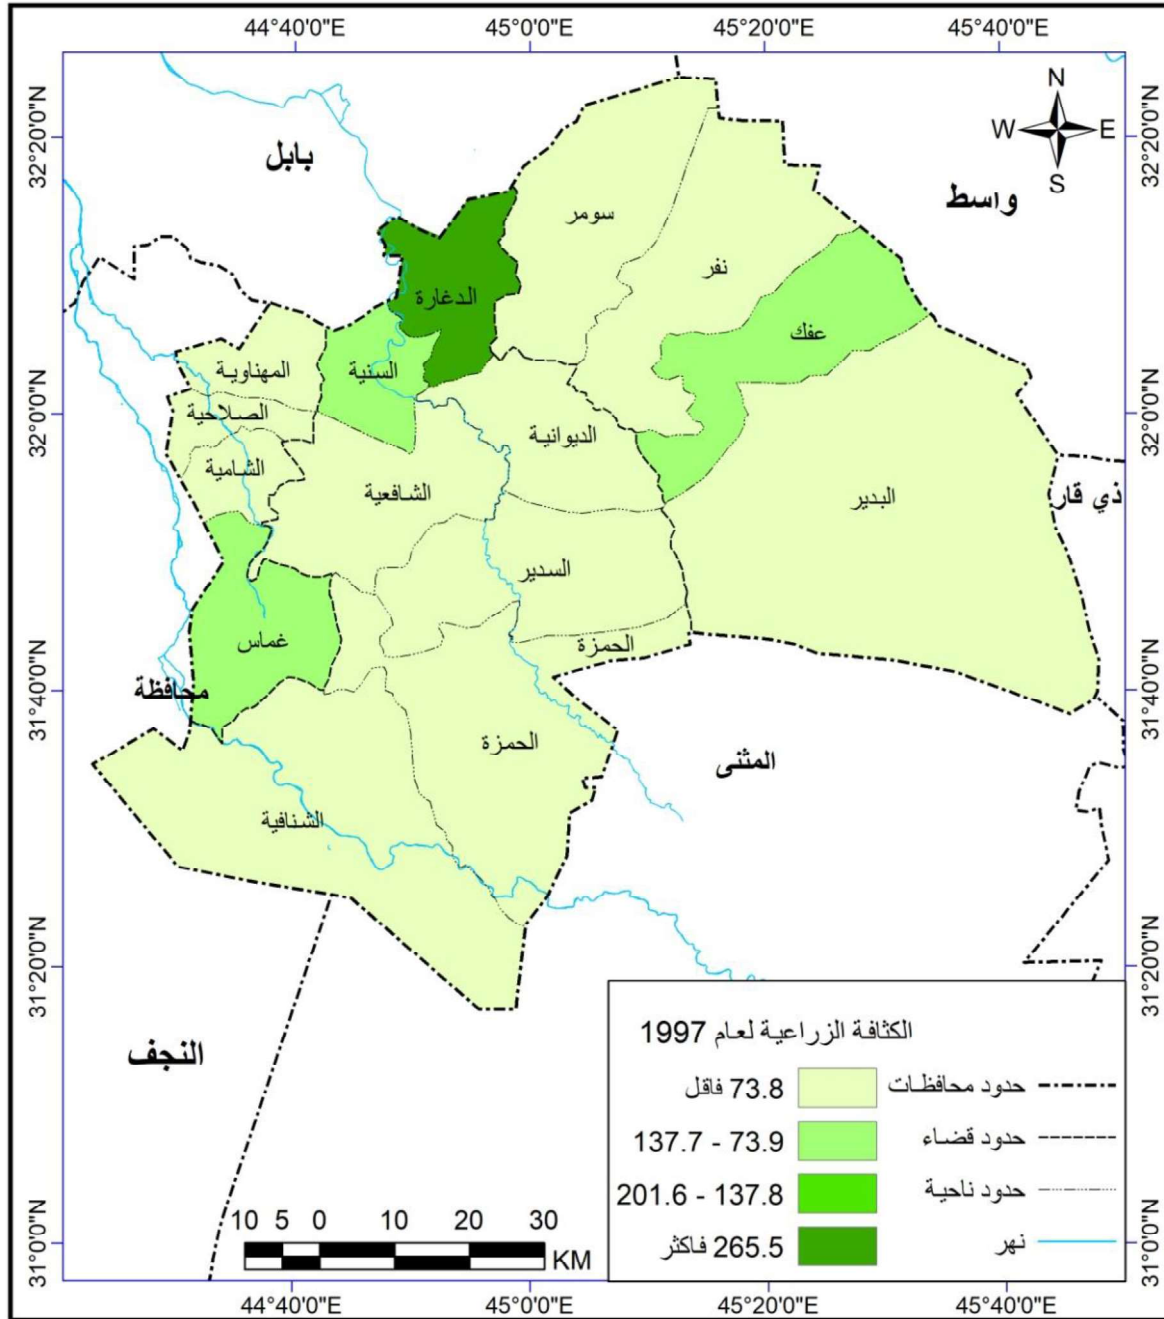 44°40'0"E 45°0'0"E 45°20'0"E 45°40'0"E
32°20'0"N 32°20'0"N
N
W E
S
بابل
واسط
سومر
نفر
الدغارة
عفك
المهناوية
السنية
الصلاحية
32°0'0"N 32°0'0"N
الديوانية
الشامية
الشافعية
البدير
ذي قار
السدير
غماس
الحمزة
محافظة
31°40'0"N 31°40'0"N
الحمزة
المثنى
الشنافية
31°20'0"N 31°20'0"N
النجف
الكثافة الزراعية لعام 1997
حدود محافظات 73.8 فاقل
حدود قضاء 73.9 - 137.7
حدود ناحية 137.8 - 201.6
نهر 265.5 فاكثر
10 5 0 10 20 30
KM
31°0'0"N 31°0'0"N
44°40'0"E 45°0'0"E 45°20'0"E 45°40'0"E